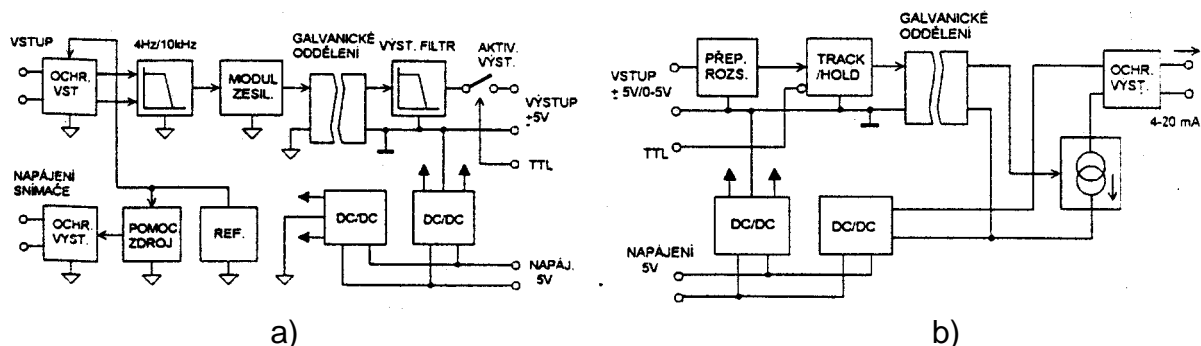 VSTUP
OCHR.
VST
4Hz/10kHz
MODUL
ZESIL.
GALVANICKÉ
ODDĚLENÍ
VÝST. FILTR
AKTIV.
VÝST.
VÝSTUP
±5V
TTL
NAPÁJENÍ
SNÍMAČE
OCHR.
VYST.
POMOC.
ZDROJ
REF.
DC/DC
DC/DC
NAPÁJ.
5V
a)
GALVANICKÉ
ODDĚLENÍ
VSTUP
± 5V/0-5V
PŘEP.
ROZS.
TRACK
/HOLD
OCHR.
VÝST.
4-20 mA
TTL
DC/DC
DC/DC
NAPÁJENÍ
5V
b)